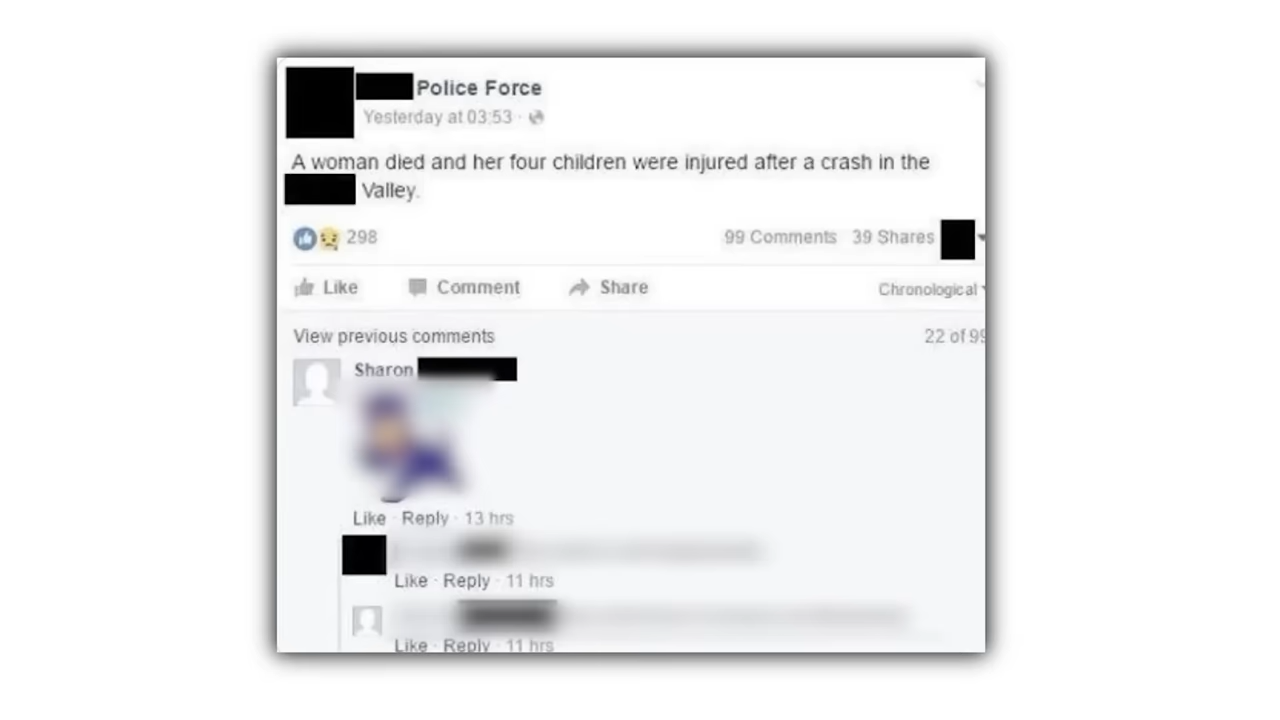 Police Force
Yesterday at 03:53 ·
A woman died and her four children were injured after a crash in the
Valley.
298 99 Comments 39 Shares
Like Comment Share Chronological
View previous comments 22 of 99
Sharon
Like · Reply · 13 hrs
Like · Reply · 11 hrs
Like · Reply · 11 hrs